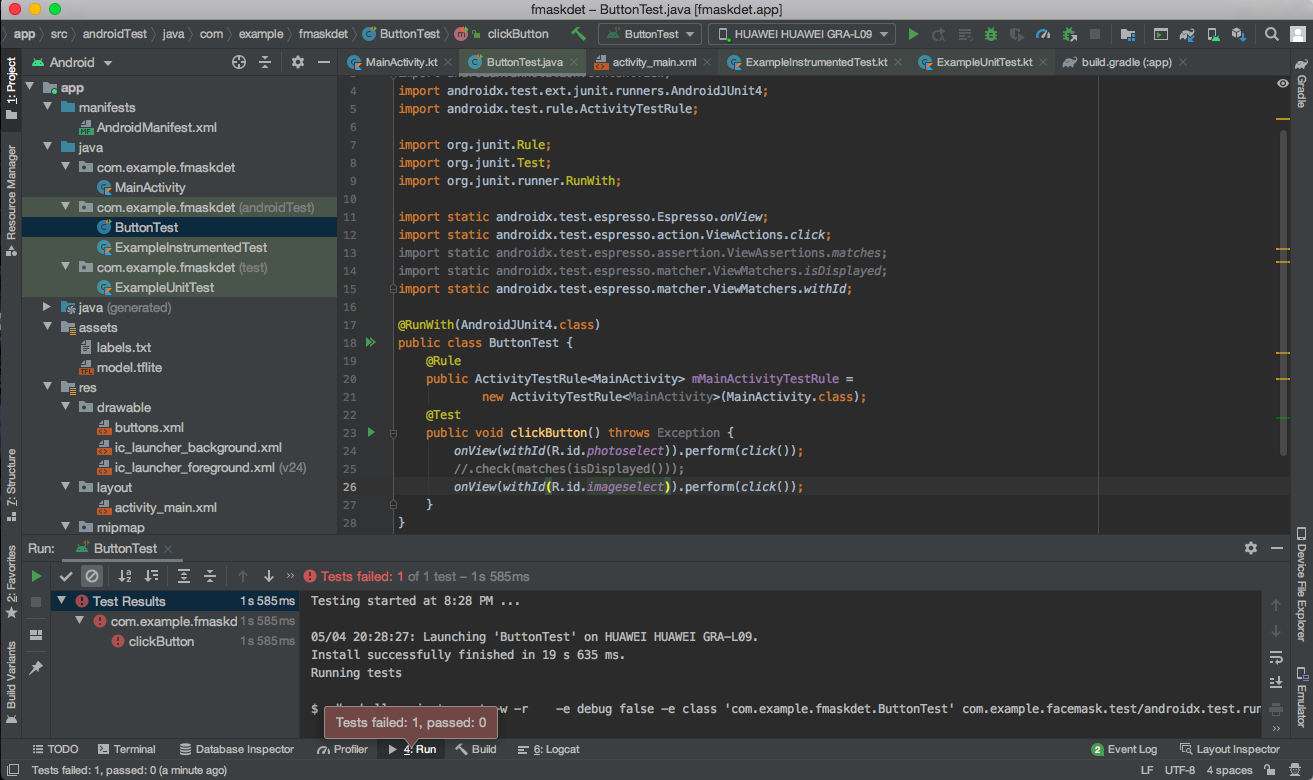 fmaskdet – ButtonTest.java [fmaskdet.app]
app src androidTest java com example fmaskdet ButtonTest clickButton ButtonTest HUAWEI HUAWEI GRA-L09
1: Project Android MainActivity.kt ButtonTest.java activity_main.xml ExampleInstrumentedTest.kt ExampleUnitTest.kt build.gradle (:app) Gradle
app
manifests
AndroidManifest.xml
java
com.example.fmaskdet
MainActivity
com.example.fmaskdet (androidTest)
ButtonTest
ExampleInstrumentedTest
com.example.fmaskdet (test)
ExampleUnitTest
java (generated)
assets
labels.txt
model.tflite
res
drawable
buttons.xml
ic_launcher_background.xml
ic_launcher_foreground.xml (v24)
layout
activity_main.xml
mipmap
Resource Manager
7: Structure
2: Favorites
Build Variants
4 import androidx.test.ext.junit.runners.AndroidJUnit4;
5 import androidx.test.rule.ActivityTestRule;
6
7 import org.junit.Rule;
8 import org.junit.Test;
9 import org.junit.runner.RunWith;
10
11 import static androidx.test.espresso.Espresso.onView;
12 import static androidx.test.espresso.action.ViewActions.click;
13 import static androidx.test.espresso.assertion.ViewAssertions.matches;
14 import static androidx.test.espresso.matcher.ViewMatchers.isDisplayed;
15 import static androidx.test.espresso.matcher.ViewMatchers.withId;
16
17 @RunWith(AndroidJUnit4.class)
18 public class ButtonTest {
19 @Rule
20 public ActivityTestRule<MainActivity> mMainActivityTestRule =
21 new ActivityTestRule<MainActivity>(MainActivity.class);
22 @Test
23 public void clickButton() throws Exception {
24 onView(withId(R.id.photoselect)).perform(click());
25 //.check(matches(isDisplayed()));
26 onView(withId(R.id.imageselect)).perform(click());
27 }
28 }
Device File Explorer
Emulator
Run: ButtonTest
» Tests failed: 1 of 1 test – 1 s 585 ms
Test Results 1 s 585 ms
com.example.fmaskd 1 s 585 ms
clickButton 1 s 585 ms
Testing started at 8:28 PM ...
05/04 20:28:27: Launching 'ButtonTest' on HUAWEI HUAWEI GRA-L09.
Install successfully finished in 19 s 635 ms.
Running tests
$ -w -r -e debug false -e class 'com.example.fmaskdet.ButtonTest' com.example.facemask.test/androidx.test.run
Tests failed: 1, passed: 0
TODO Terminal Database Inspector Profiler 4: Run Build 6: Logcat 2 Event Log Layout Inspector
Tests failed: 1, passed: 0 (a minute ago) LF UTF-8 4 spaces